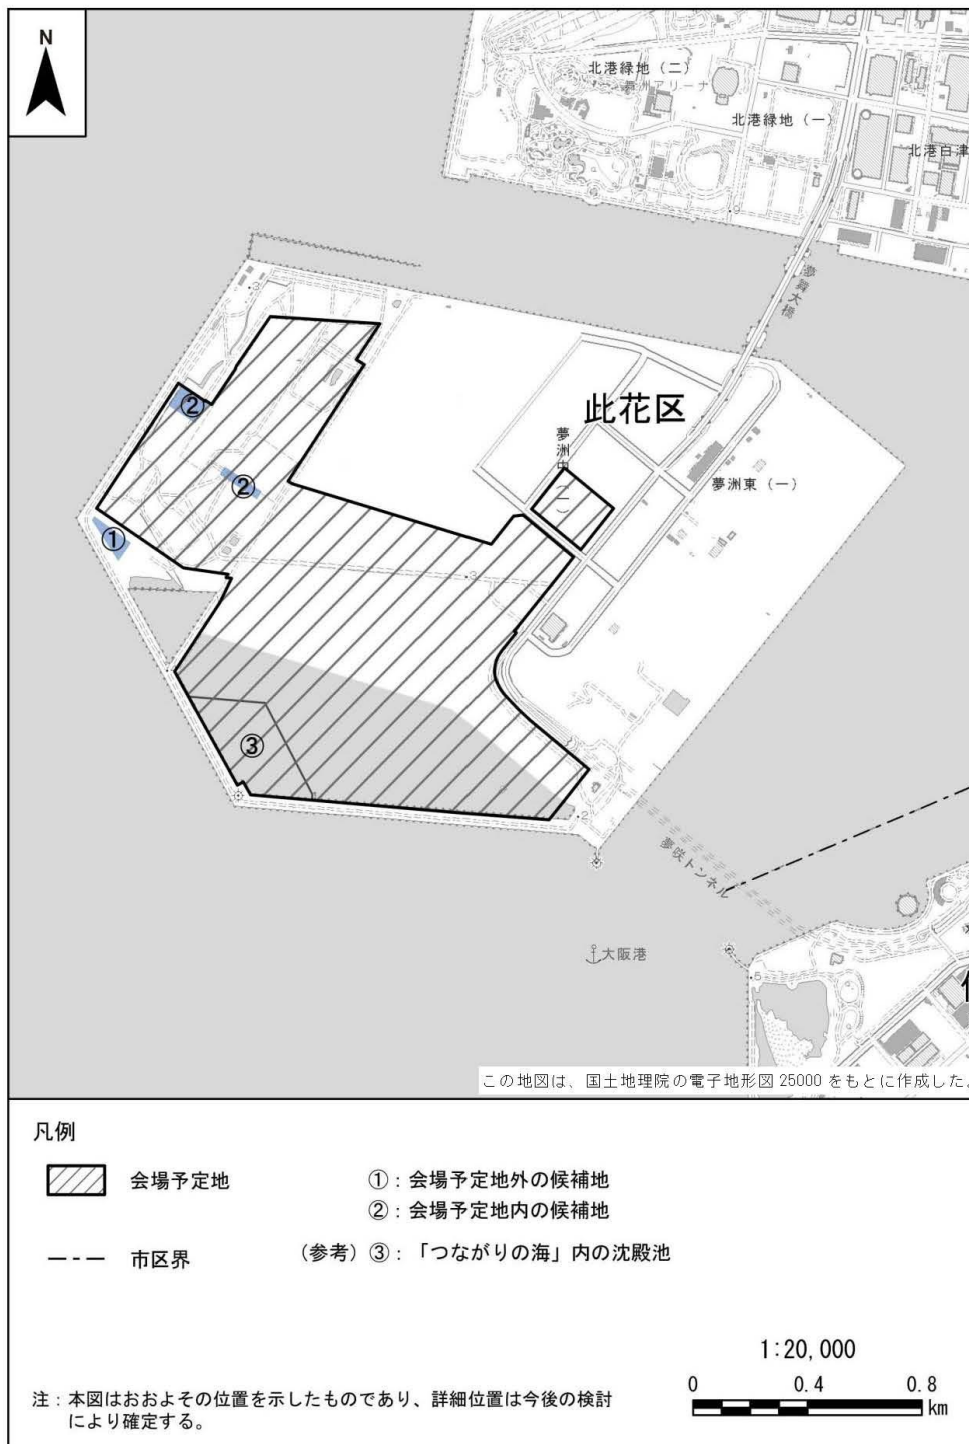 N
北港緑地(二)
舞洲アリーナ
北港緑地(一)
北港白津
夢舞大橋
此花区
夢洲中(一)
夢洲東(一)
②
②
①
③
3
3
2
5
夢咲トンネル
大阪港
この地図は、国土地理院の電子地形図 25000 をもとに作成した。
凡例
会場予定地
①:会場予定地外の候補地
②:会場予定地内の候補地
市区界
(参考)③:「つながりの海」内の沈殿池
1:20,000
0 0.4 0.8
km
注:本図はおおよその位置を示したものであり、詳細位置は今後の検討
により確定する。